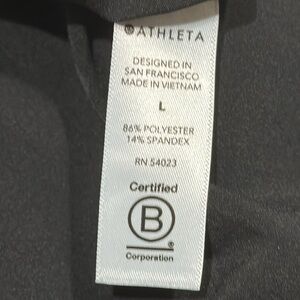 ATHLETA
DESIGNED IN
SAN FRANCISCO
MADE IN VIETNAM
L
86% POLYESTER
14% SPANDEX
RN 54023
Certified
B
Corporation